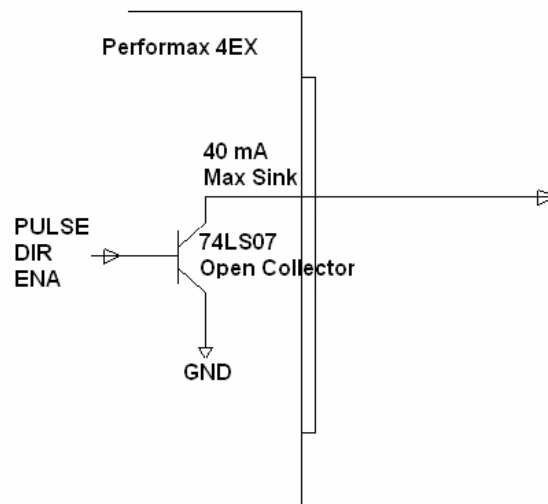 Performax 4EX
40 mA
Max Sink
PULSE
DIR
ENA
74LS07
Open Collector
GND